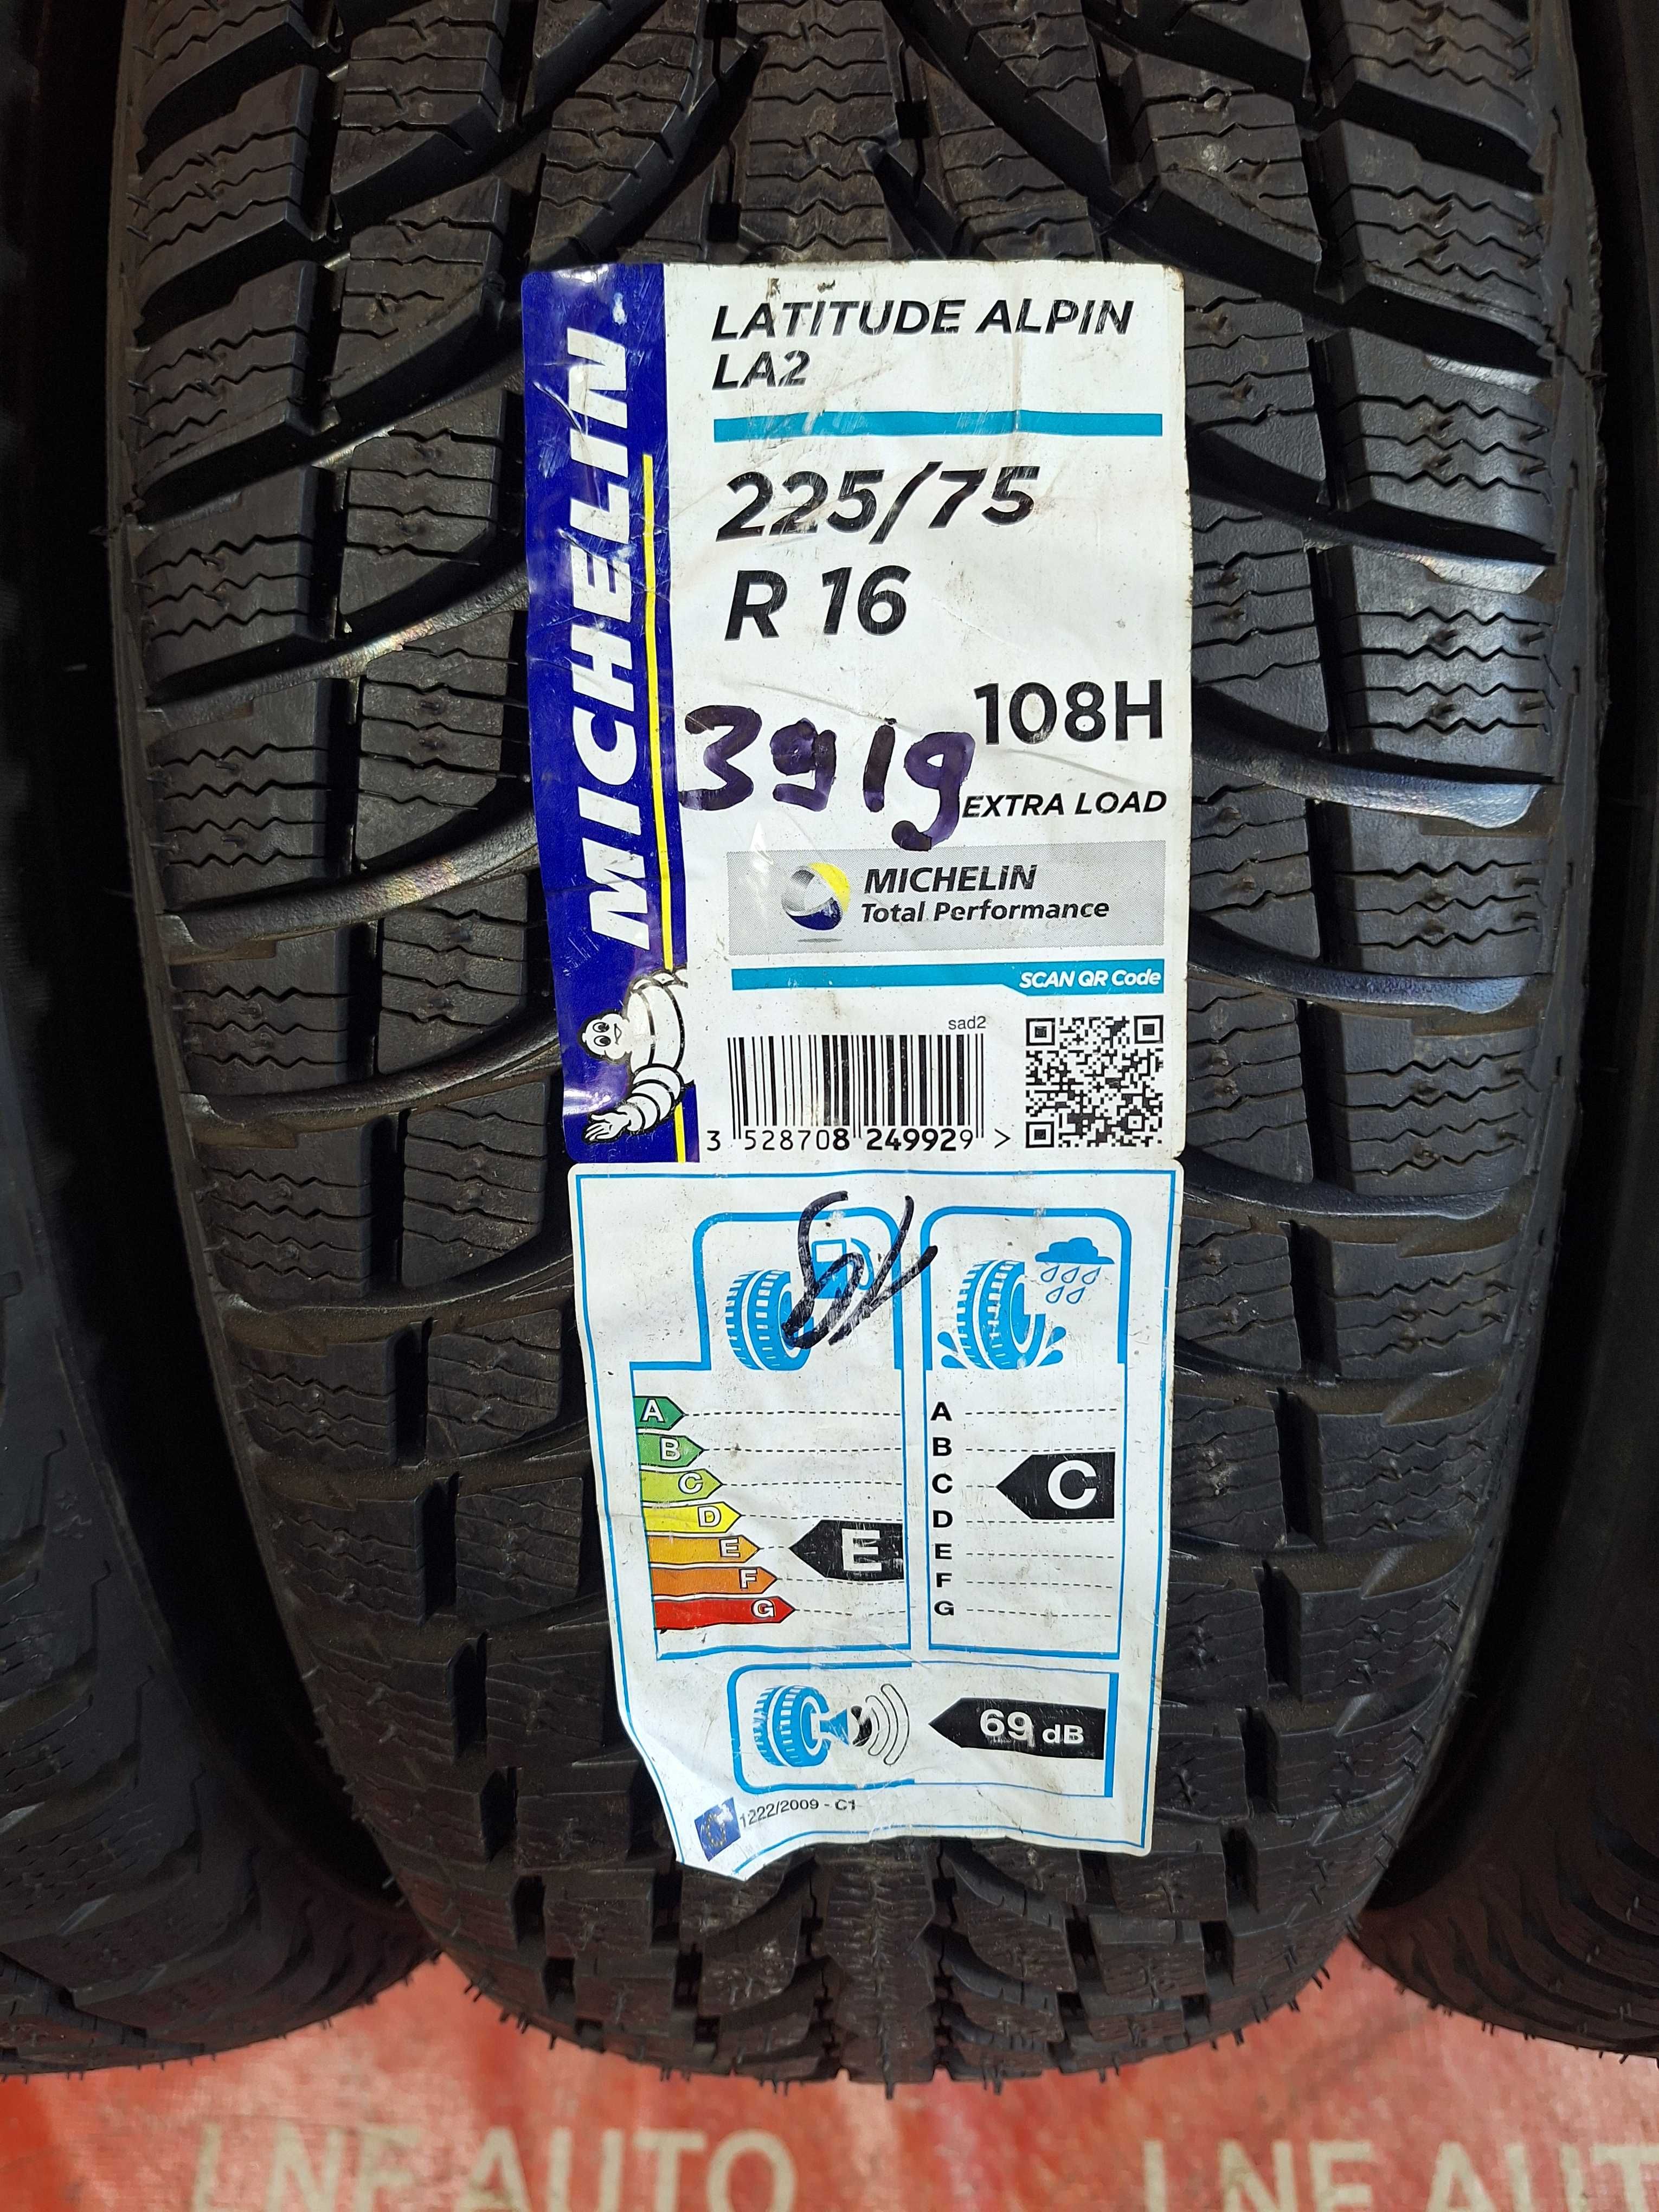 MICHELIN
LATITUDE ALPIN
LA2
225/75
R 16
108H
3919
EXTRA LOAD
MICHELIN
Total Performance
SCAN QR Code
sad2
3 528708 249929 >
A
B
C
D
E
F
G
E
A
B
C
D
E
F
G
C
69 dB
1222/2009 - C1
LNE AUTO
LNE AUT